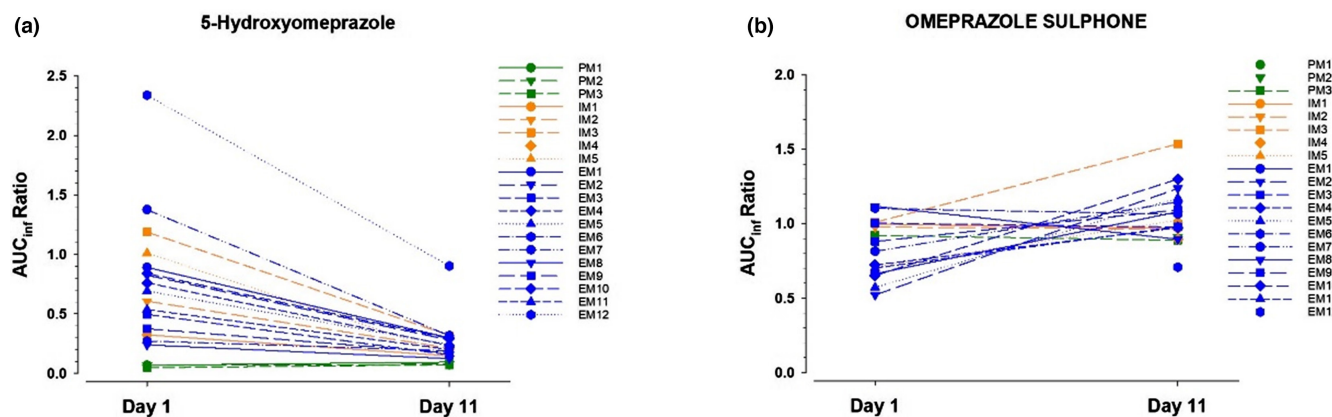 (a)
5-Hydroxyomeprazole
AUCinf Ratio
2.5
2.0
1.5
1.0
0.5
0.0
Day 1
Day 11
PM1
PM2
PM3
IM1
IM2
IM3
IM4
IM5
EM1
EM2
EM3
EM4
EM5
EM6
EM7
EM8
EM9
EM10
EM11
EM12
(b)
OMEPRAZOLE SULPHONE
AUCinf Ratio
2.0
1.5
1.0
0.5
0.0
Day 1
Day 11
PM1
PM2
PM3
IM1
IM2
IM3
IM4
IM5
EM1
EM2
EM3
EM4
EM5
EM6
EM7
EM8
EM9
EM1
EM1
EM1